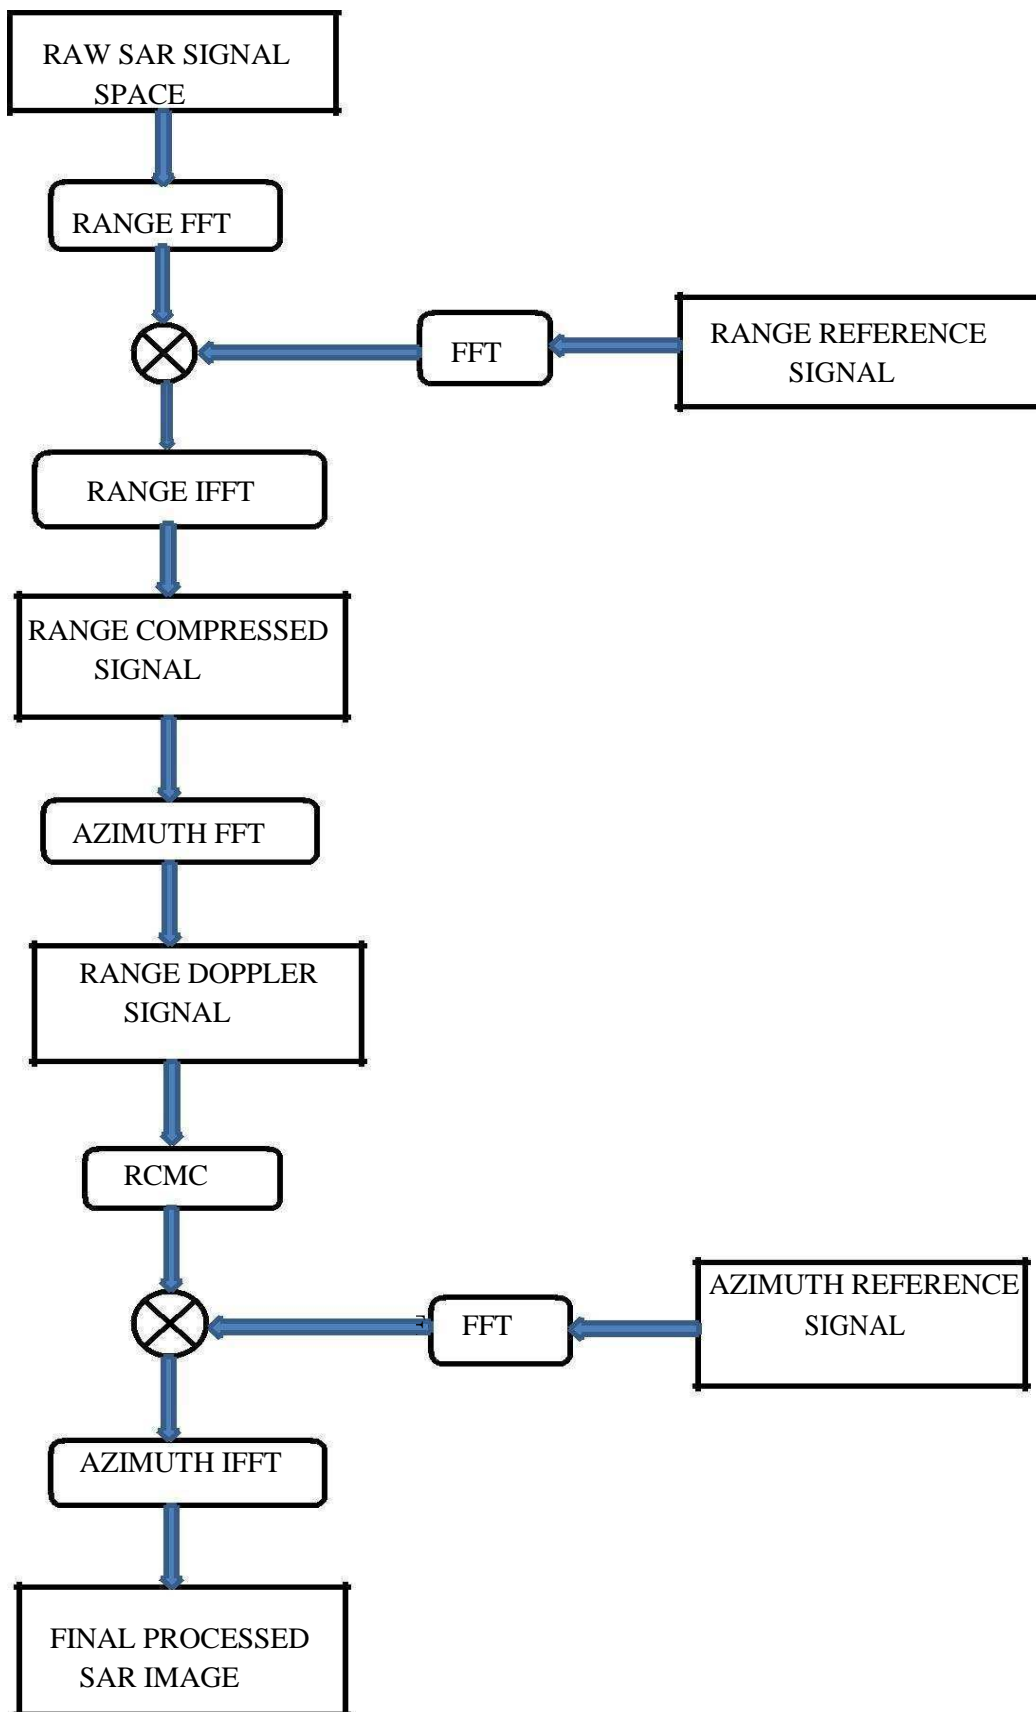 RAW SAR SIGNAL
SPACE
RANGE FFT
FFT
RANGE REFERENCE
SIGNAL
RANGE IFFT
RANGE COMPRESSED
SIGNAL
AZIMUTH FFT
RANGE DOPPLER
SIGNAL
RCMC
AZIMUTH REFERENCE
SIGNAL
FFT
AZIMUTH IFFT
FINAL PROCESSED
SAR IMAGE